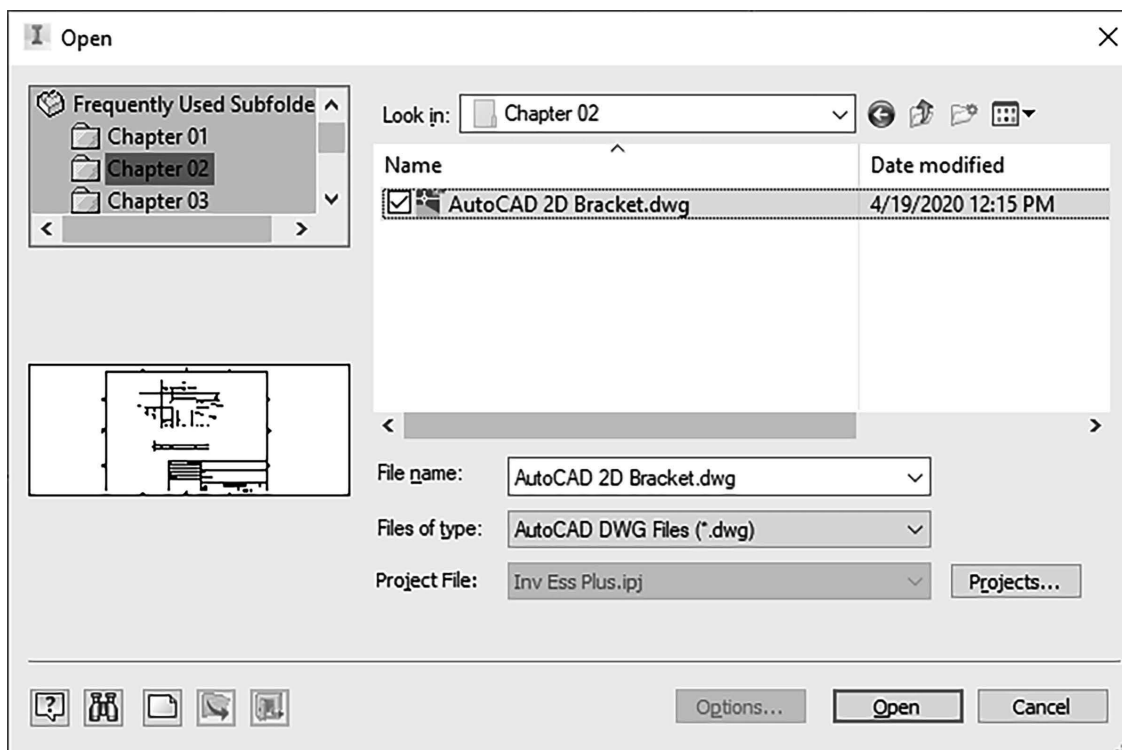 Open
Frequently Used Subfolde
Chapter 01
Chapter 02
Chapter 03
Look in: Chapter 02
Name Date modified
AutoCAD 2D Bracket.dwg 4/19/2020 12:15 PM
File name: AutoCAD 2D Bracket.dwg
Files of type: AutoCAD DWG Files (*.dwg)
Project File: Inv Ess Plus.ipj Projects...
Options... Open Cancel